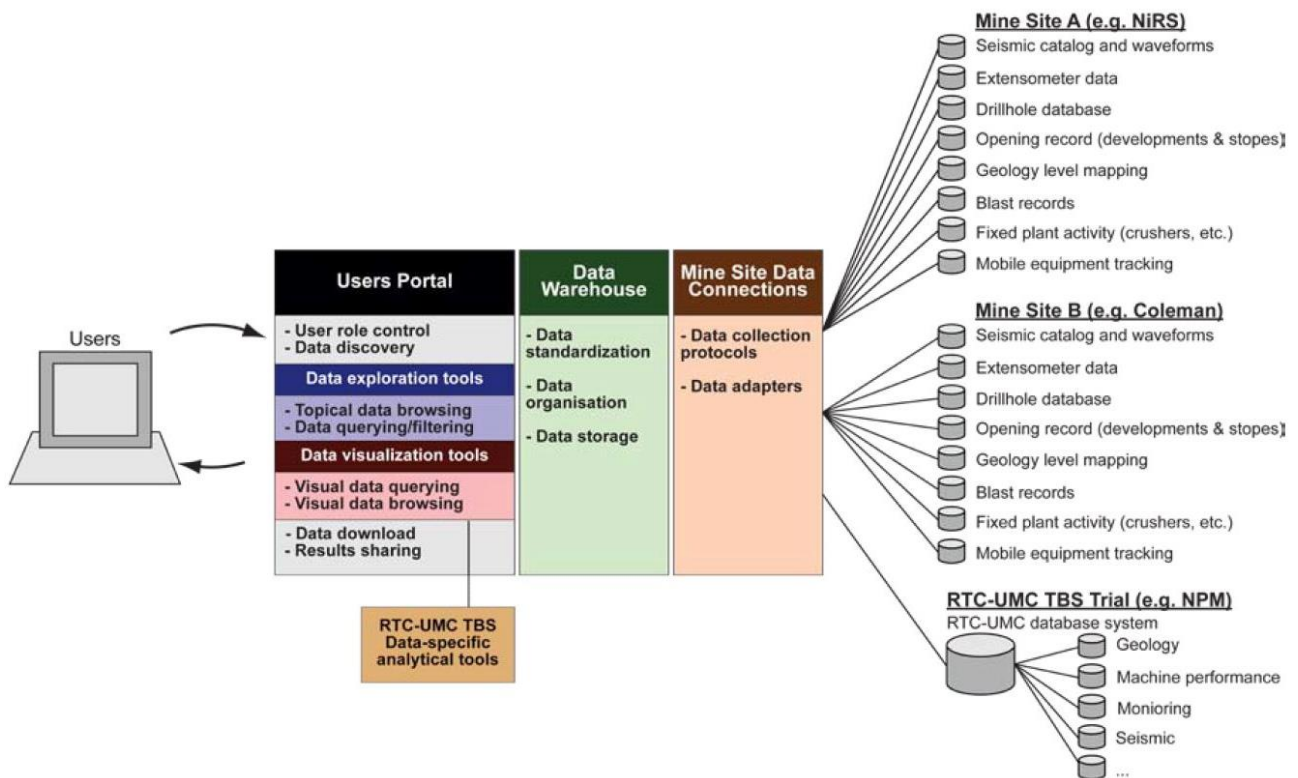 Users
Users Portal
- User role control
- Data discovery
Data exploration tools
- Topical data browsing
- Data querying/filtering
Data visualization tools
- Visual data querying
- Visual data browsing
- Data download
- Results sharing
RTC-UMC TBS
Data-specific
analytical tools
Data
Warehouse
- Data
standardization
- Data
organisation
- Data storage
Mine Site Data
Connections
- Data collection
protocols
- Data adapters
Mine Site A (e.g. NiRS)
Seismic catalog and waveforms
Extensometer data
Drillhole database
Opening record (developments & stopes)
Geology level mapping
Blast records
Fixed plant activity (crushers, etc.)
Mobile equipment tracking
Mine Site B (e.g. Coleman)
Seismic catalog and waveforms
Extensometer data
Drillhole database
Opening record (developments & stopes)
Geology level mapping
Blast records
Fixed plant activity (crushers, etc.)
Mobile equipment tracking
RTC-UMC TBS Trial (e.g. NPM)
RTC-UMC database system
Geology
Machine performance
Monioring
Seismic
...